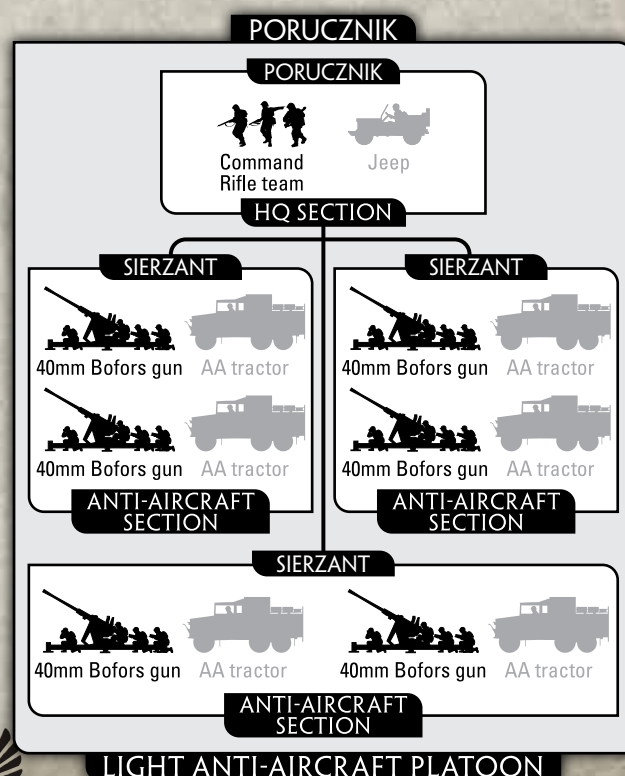 PORUCZNIK
PORUCZNIK
Command
Rifle team
Jeep
HQ SECTION
SIERZANT
40mm Bofors gun AA tractor
40mm Bofors gun AA tractor
ANTI-AIRCRAFT
SECTION
SIERZANT
40mm Bofors gun AA tractor
40mm Bofors gun AA tractor
ANTI-AIRCRAFT
SECTION
SIERZANT
40mm Bofors gun AA tractor 40mm Bofors gun AA tractor
ANTI-AIRCRAFT
SECTION
LIGHT ANTI-AIRCRAFT PLATOON